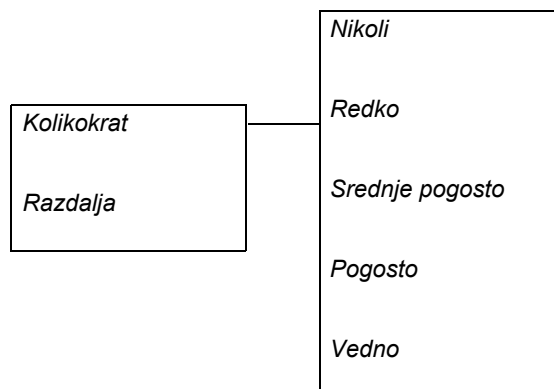 Kolikokrat
Razdalja
Nikoli
Redko
Srednje pogosto
Pogosto
Vedno